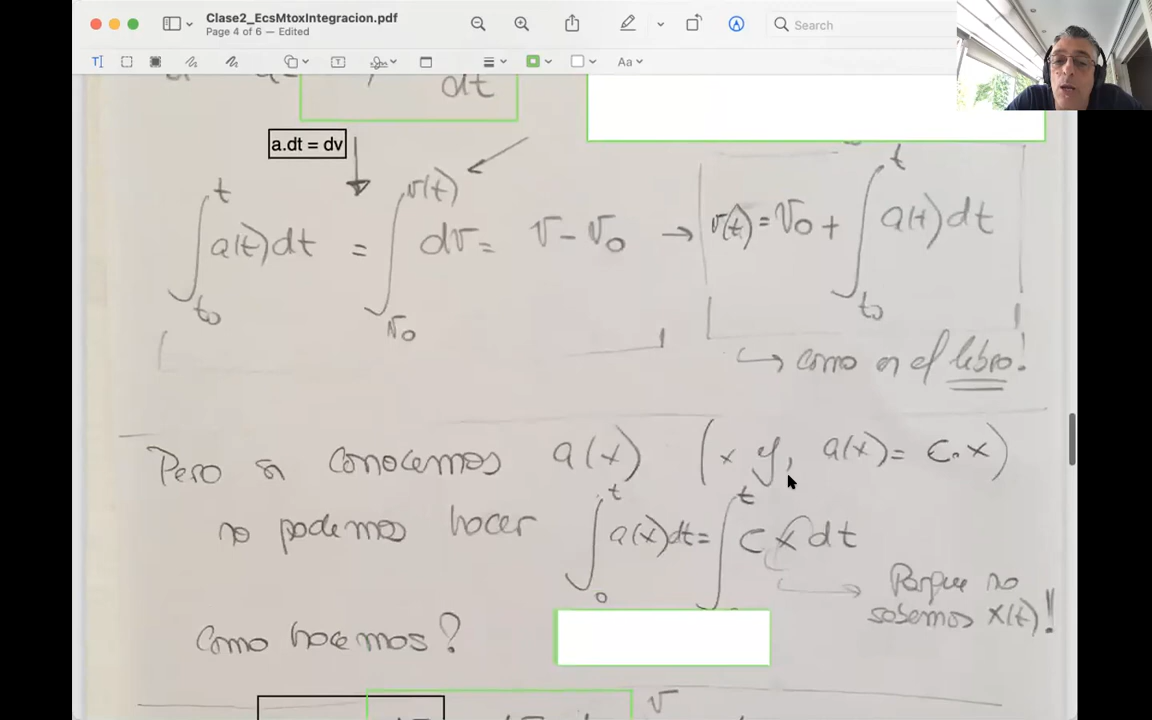 Clase2_EcsMtoxIntegracion.pdf
Page 4 of 6 — Edited
Search
Aa
dt
a.dt = dv
∫_{t0}^{t} a(t)dt = ∫_{v0}^{v(t)} dv = v - v0 → v(t) = v0 + ∫_{t0}^{t} a(t)dt
↳ como en el libro!
Pero si conocemos a(x) (x ej, a(x) = c.x)
no podemos hacer ∫_{0}^{t} a(x)dt = ∫^{t} c x dt
Porque no
sabemos x(t)!
Como hacemos?
v